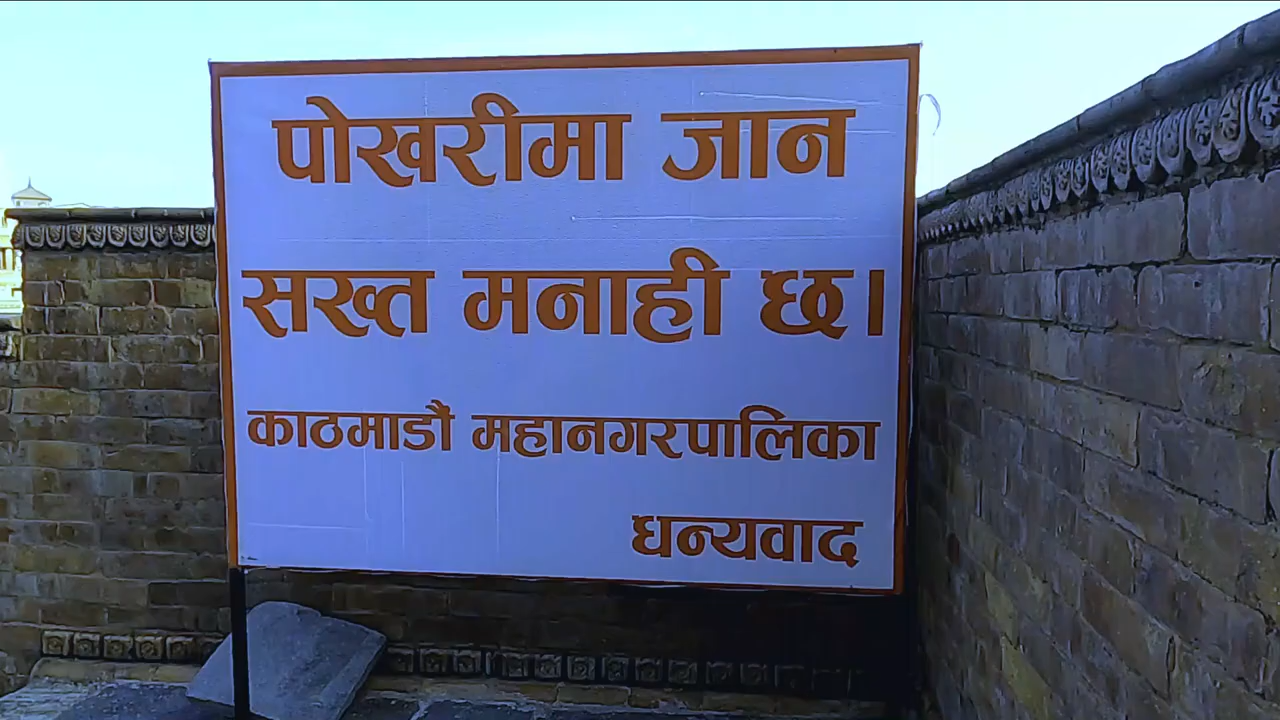 पोखरीमा जान
सख्त मनाही छ।
काठमाडौं महानगरपालिका
धन्यवाद